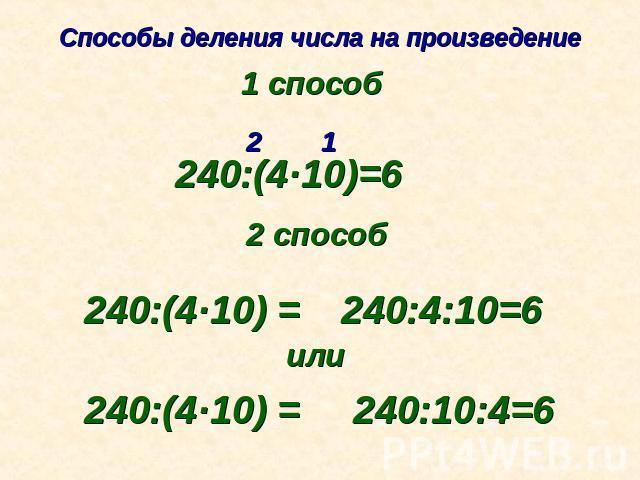 Способы деления числа на произведение
1 способ
2 1
240:(4·10)=6
2 способ
240:(4·10) = 240:4:10=6
или
240:(4·10) = 240:10:4=6
PPt4WEB.ru